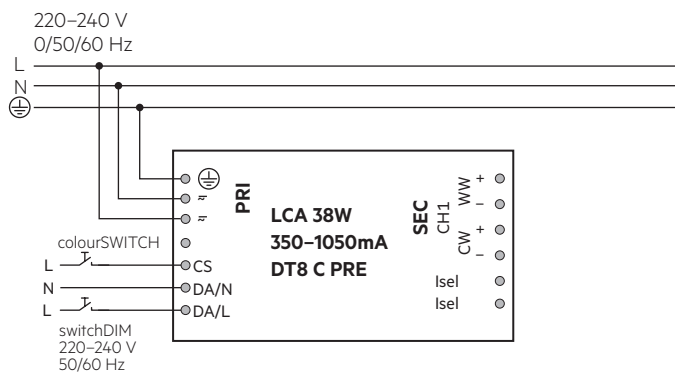 220–240 V
0/50/60 Hz
L
N
PRI
LCA 38W
350–1050mA
DT8 C PRE
SEC
CH1
WW
+
–
CW
+
–
Isel
Isel
≂
≂
colourSWITCH
L
CS
N
DA/N
L
DA/L
switchDIM
220–240 V
50/60 Hz